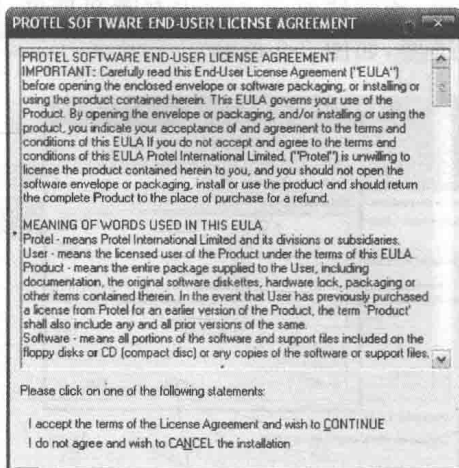 PROTEL SOFTWARE END-USER LICENSE AGREEMENT
PROTEL SOFTWARE END-USER LICENSE AGREEMENT
IMPORTANT: Carefully read this End-User License Agreement ("EULA")
before opening the enclosed envelope or software packaging, or installing or
using the product contained herein. This EULA governs your use of the
Product. By opening the envelope or packaging, and/or installing or using the
product, you indicate your acceptance of and agreement to the terms and
conditions of this EULA If you do not accept and agree to the terms and
conditions of this EULA Protel International Limited, ("Protel") is unwilling to
license the product contained herein to you, and you should not open the
software envelope or packaging, install or use the product and should return
the complete Product to the place of purchase for a refund.
MEANING OF WORDS USED IN THIS EULA
Protel - means Protel International Limited and its divisions or subsidiaries.
User - means the licensed user of the Product under the terms of this EULA.
Product - means the entire package supplied to the User, including
documentation, the original software diskettes, hardware lock, packaging or
other items contained therein. In the event that User has previously purchased
a license from Protel for an earlier version of the Product, the term 'Product'
shall also include any and all prior versions of the same.
Software - means all portions of the software and support files included on the
floppy disks or CD (compact disc) or any copies of the software or support files.
Please click on one of the following statements:
I accept the terms of the License Agreement and wish to CONTINUE
I do not agree and wish to CANCEL the installation